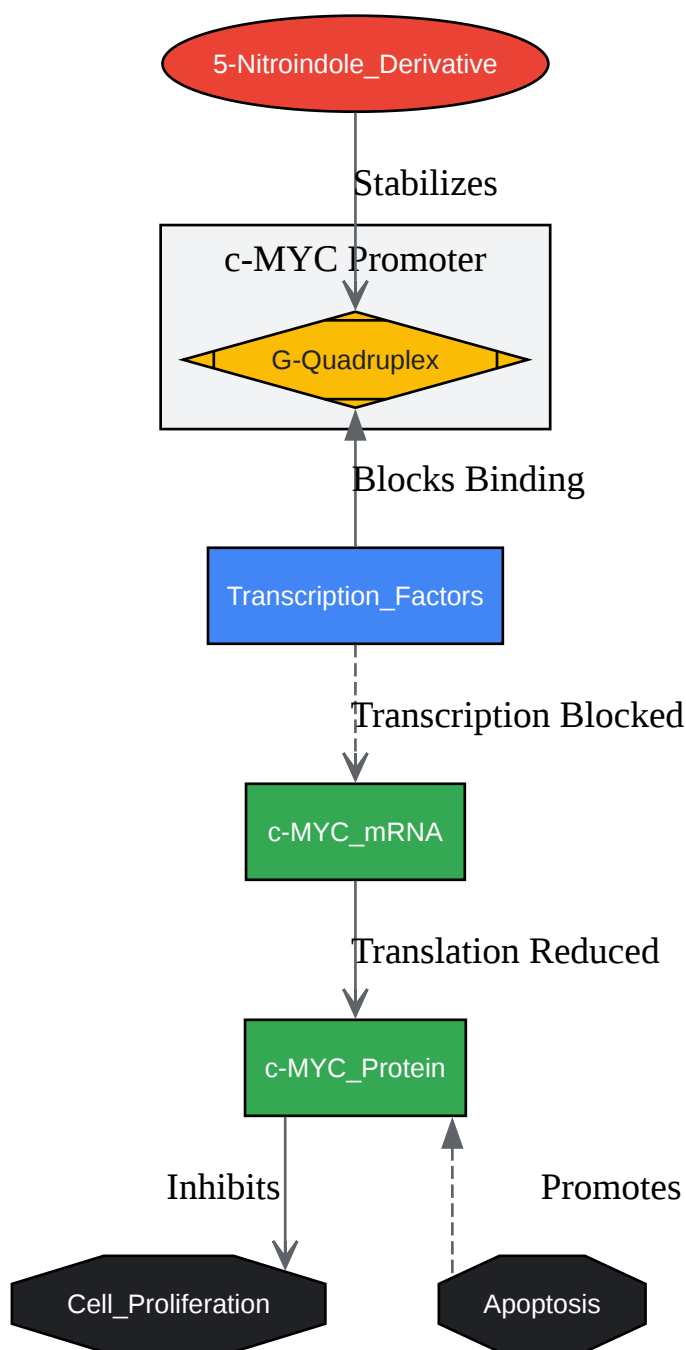 5-Nitroindole_Derivative
Stabilizes
c-MYC Promoter
G-Quadruplex
Blocks Binding
Transcription_Factors
Transcription Blocked
c-MYC_mRNA
Translation Reduced
c-MYC_Protein
Inhibits
Promotes
Cell_Proliferation
Apoptosis